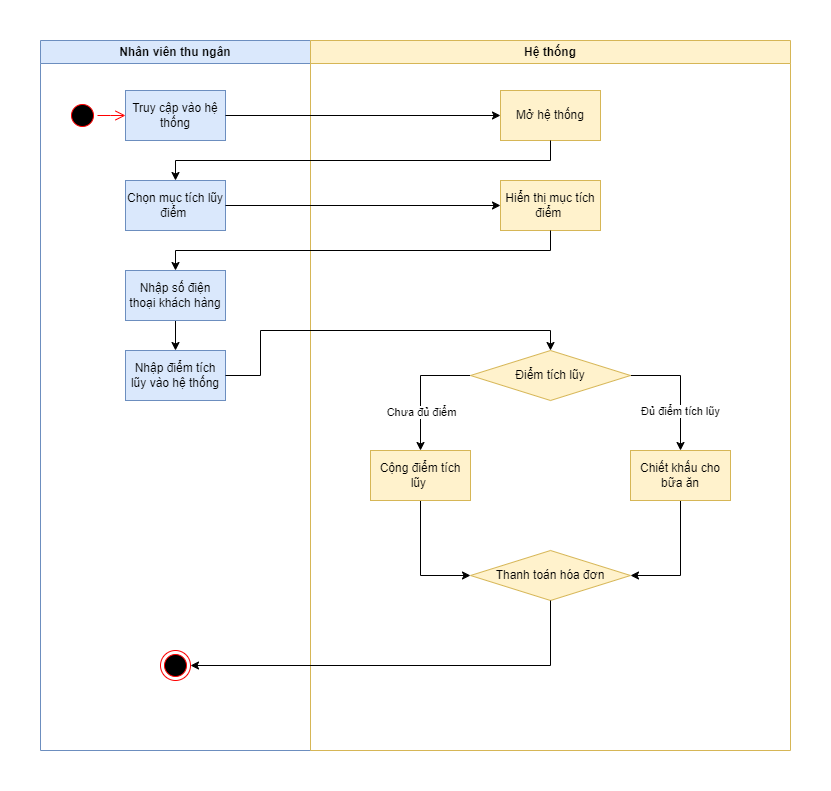 Nhân viên thu ngân
Hệ thống
Truy cập vào hệ
thống
Mở hệ thống
Chọn mục tích lũy
điểm
Hiển thị mục tích
điểm
Nhập số điện
thoại khách hàng
Nhập điểm tích
lũy vào hệ thống
Điểm tích lũy
Chưa đủ điểm
Đủ điểm tích lũy
Cộng điểm tích
lũy
Chiết khấu cho
bữa ăn
Thanh toán hóa đơn